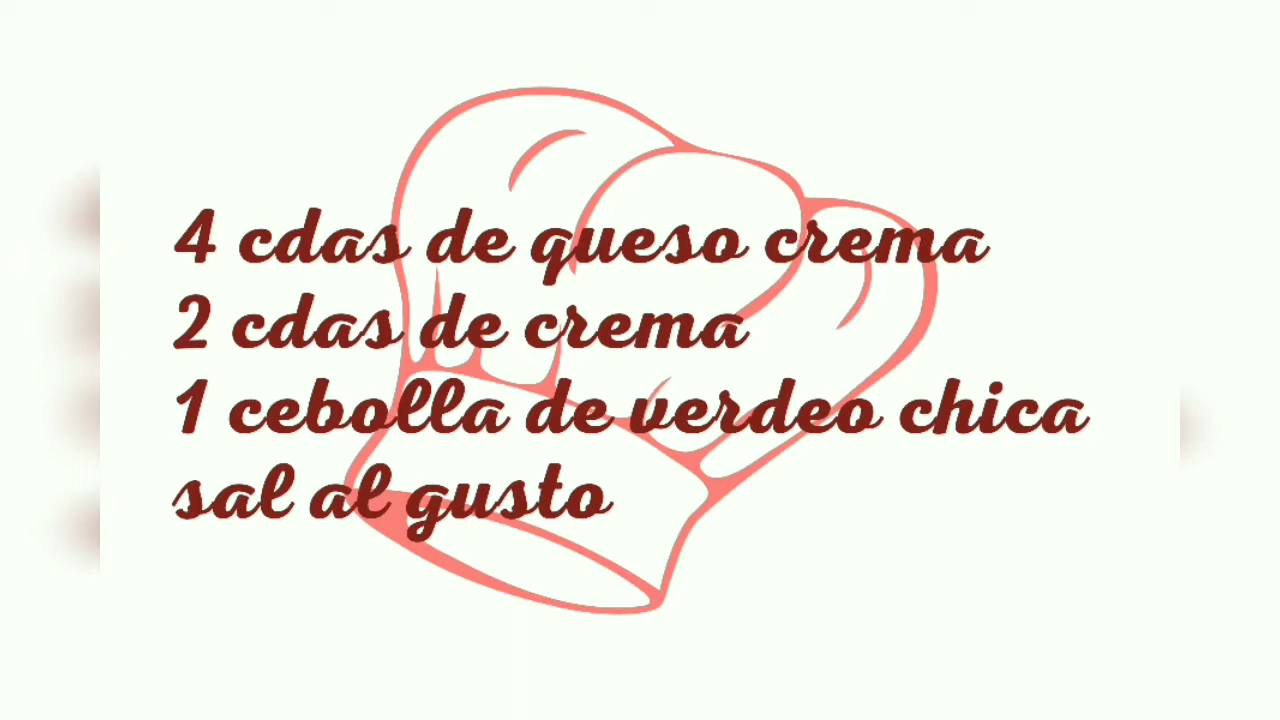 4 cdas de queso crema
2 cdas de crema
1 cebolla de verdeo chica
sal al gusto